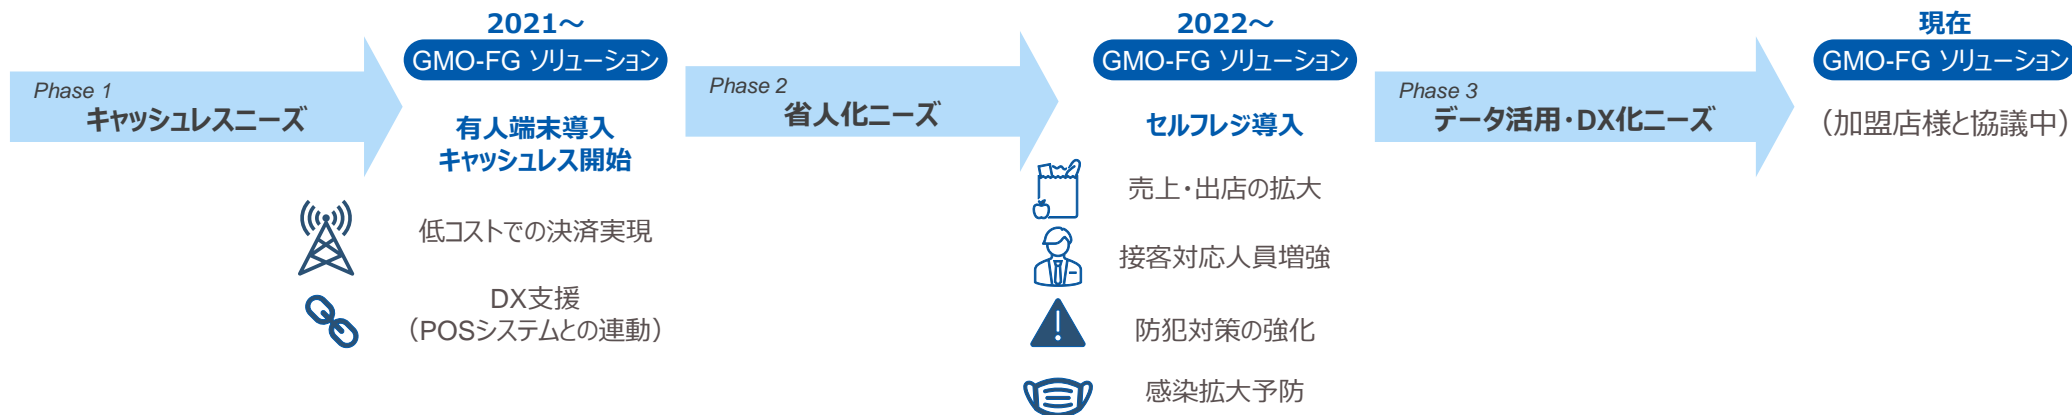 Phase 1
キャッシュレスニーズ
2021～
GMO-FG ソリューション
有人端末導入
キャッシュレス開始
低コストでの決済実現
DX支援
（POSシステムとの連動）
Phase 2
省人化ニーズ
2022～
GMO-FG ソリューション
セルフレジ導入
売上・出店の拡大
接客対応人員増強
防犯対策の強化
感染拡大予防
Phase 3
データ活用・DX化ニーズ
現在
GMO-FG ソリューション
（加盟店様と協議中）